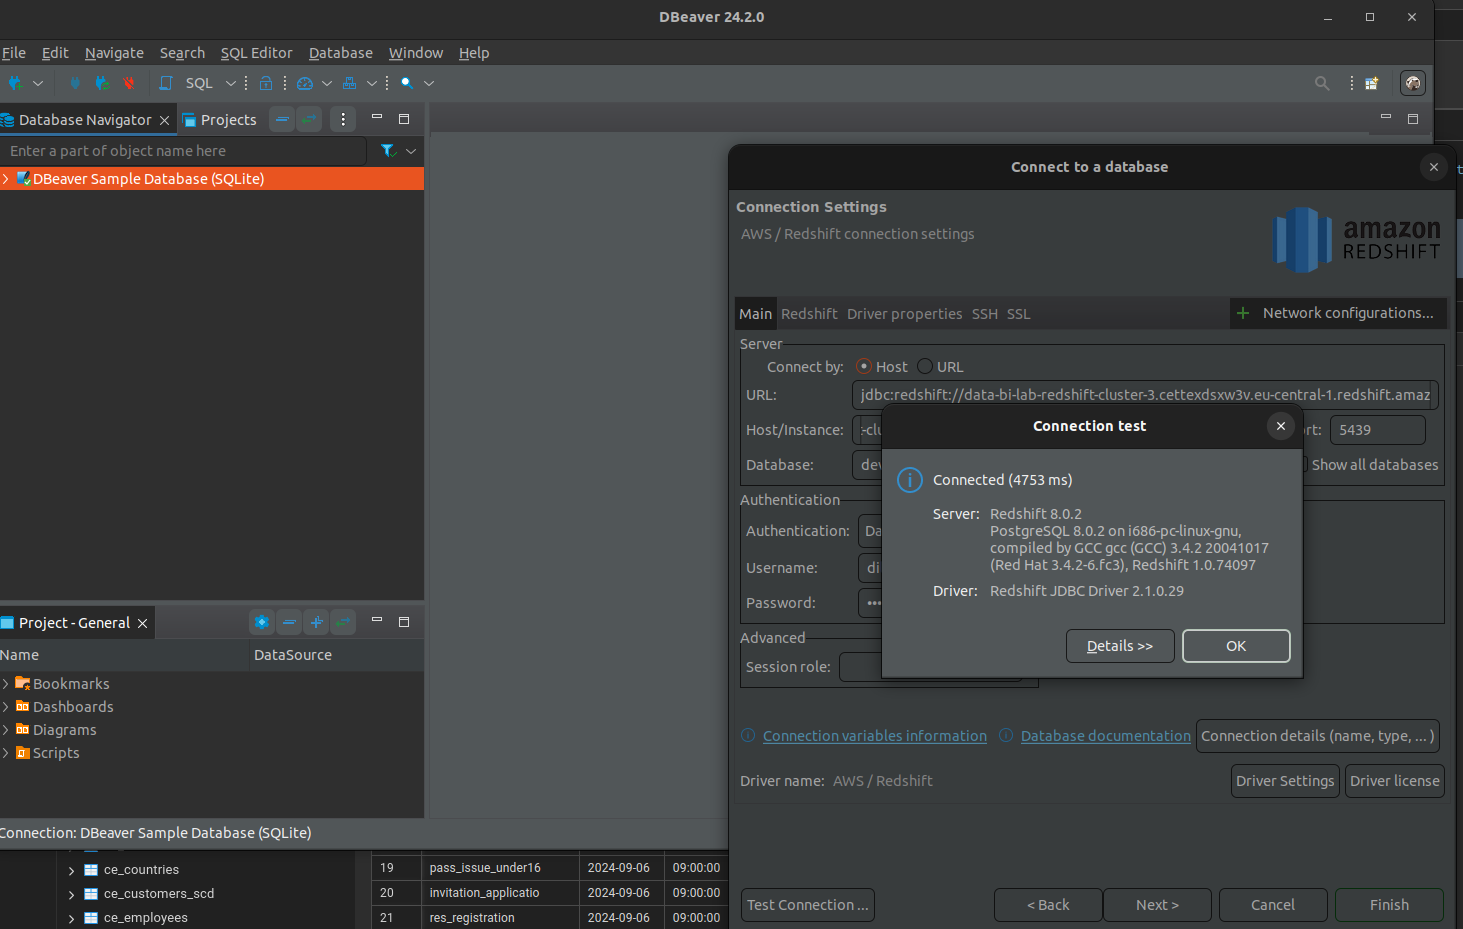 DBeaver 24.2.0
File Edit Navigate Search SQL Editor Database Window Help
SQL
Database Navigator
Projects
Enter a part of object name here
DBeaver Sample Database (SQLite)
Connect to a database
Connection Settings
AWS / Redshift connection settings
amazon
REDSHIFT
Main Redshift Driver properties SSH SSL
Network configurations...
Server
Connect by: Host URL
URL: jdbc:redshift://data-bi-lab-redshift-cluster-3.cettexdsxw3v.eu-central-1.redshift.amaz
Host/Instance: 5439
Database: Show all databases
Authentication
Authentication:
Username:
Password:
Advanced
Session role:
Connection test
Connected (4753 ms)
Server: Redshift 8.0.2
PostgreSQL 8.0.2 on i686-pc-linux-gnu,
compiled by GCC gcc (GCC) 3.4.2 20041017
(Red Hat 3.4.2-6.fc3), Redshift 1.0.74097
Driver: Redshift JDBC Driver 2.1.0.29
Details >> OK
Connection variables information Database documentation Connection details (name, type, ... )
Driver name: AWS / Redshift Driver Settings Driver license
Test Connection ... < Back Next > Cancel Finish
Project - General
Name DataSource
Bookmarks
Dashboards
Diagrams
Scripts
Connection: DBeaver Sample Database (SQLite)
ce_countries
ce_customers_scd
ce_employees
19 pass_issue_under16 2024-09-06 09:00:00
20 invitation_applicatio 2024-09-06 09:00:00
21 res_registration 2024-09-06 09:00:00